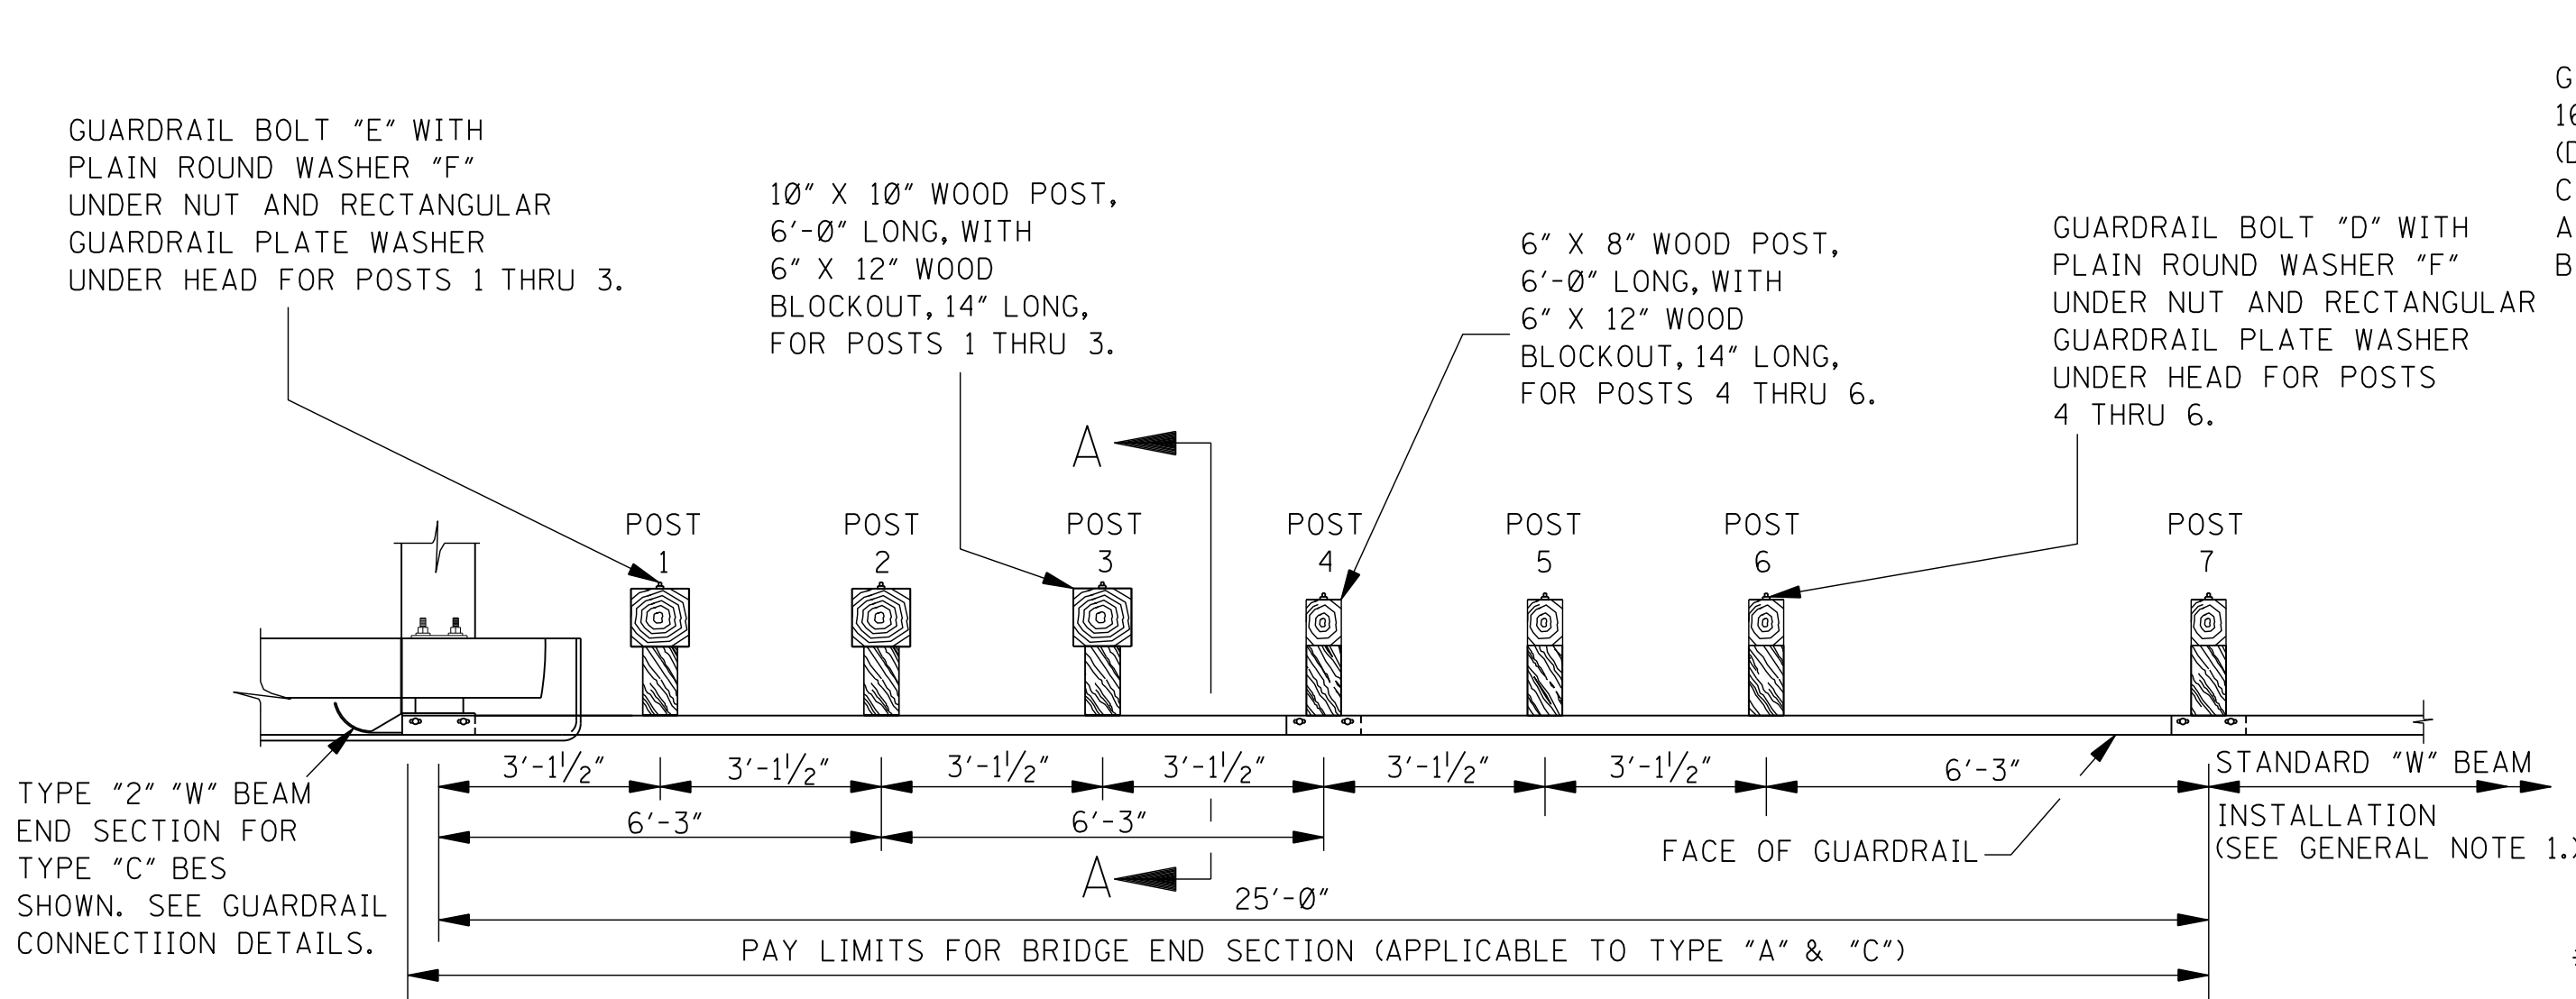 GUARDRAIL BOLT "E" WITH
PLAIN ROUND WASHER "F"
UNDER NUT AND RECTANGULAR
GUARDRAIL PLATE WASHER
UNDER HEAD FOR POSTS 1 THRU 3.
10" X 10" WOOD POST,
6'-0" LONG, WITH
6" X 12" WOOD
BLOCKOUT, 14" LONG,
FOR POSTS 1 THRU 3.
6" X 8" WOOD POST,
6'-0" LONG, WITH
6" X 12" WOOD
BLOCKOUT, 14" LONG,
FOR POSTS 4 THRU 6.
GUARDRAIL BOLT "D" WITH
PLAIN ROUND WASHER "F"
UNDER NUT AND RECTANGULAR
GUARDRAIL PLATE WASHER
UNDER HEAD FOR POSTS
4 THRU 6.
G
16
(D
C
A
B
A
POST
1
POST
2
POST
3
POST
4
POST
5
POST
6
POST
7
3'-1½"
3'-1½"
3'-1½"
3'-1½"
3'-1½"
3'-1½"
6'-3"
STANDARD "W" BEAM
INSTALLATION
(SEE GENERAL NOTE 1.)
6'-3"
6'-3"
FACE OF GUARDRAIL
A
25'-0"
PAY LIMITS FOR BRIDGE END SECTION (APPLICABLE TO TYPE "A" & "C")
TYPE "2" "W" BEAM
END SECTION FOR
TYPE "C" BES
SHOWN. SEE GUARDRAIL
CONNECTIION DETAILS.